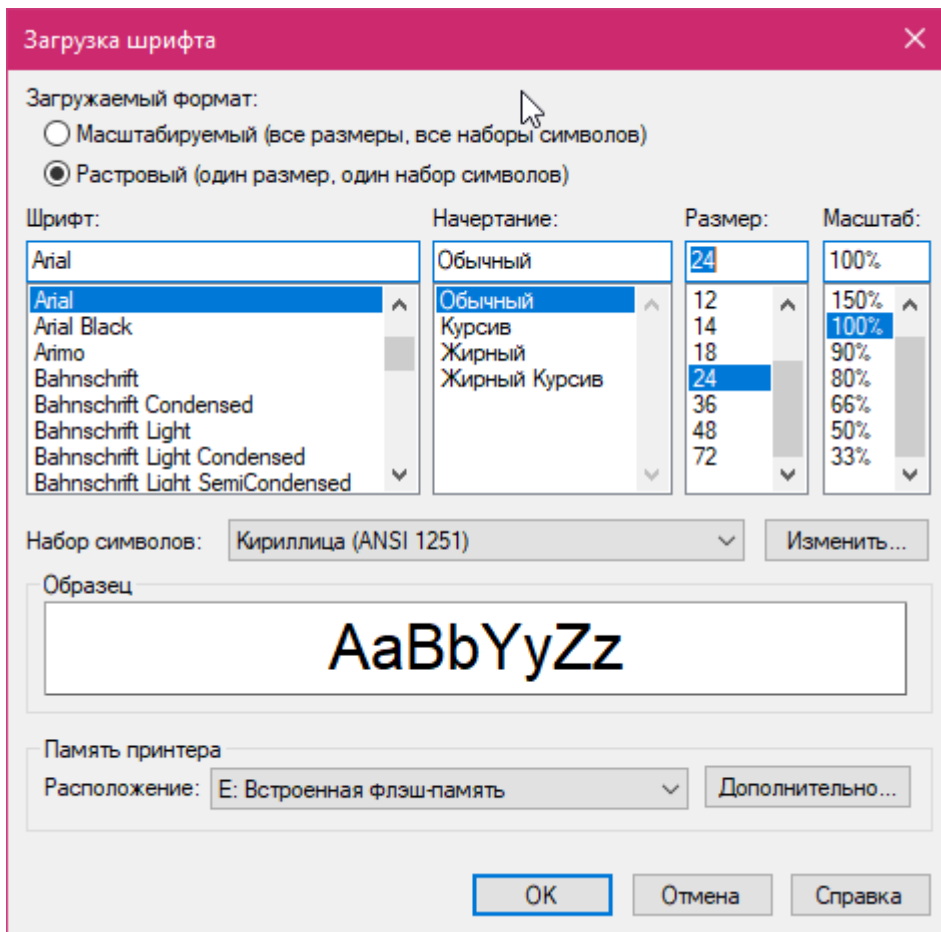 Загрузка шрифта
Загружаемый формат:
Масштабируемый (все размеры, все наборы символов)
Растровый (один размер, один набор символов)
Шрифт: Начертание: Размер: Масштаб:
Arial Обычный 24 100%
Arial Обычный 12 150%
Arial Black Курсив 14 100%
Arimo Жирный 18 90%
Bahnschrift Жирный Курсив 24 80%
Bahnschrift Condensed 36 66%
Bahnschrift Light 48 50%
Bahnschrift Light Condensed 72 33%
Bahnschrift Light SemiCondensed
Набор символов: Кириллица (ANSI 1251) Изменить...
Образец
AaBbYyZz
Память принтера
Расположение: E: Встроенная флэш-память Дополнительно...
OK Отмена Справка